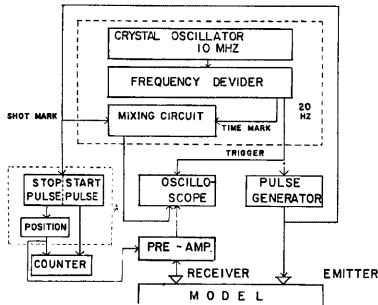 CRYSTAL OSCILLATOR
10 MHZ
FREQUENCY DEVIDER
MIXING CIRCUIT
20
HZ
SHOT MARK
TIME MARK
TRIGGER
STOP START
PULSE PULSE
OSCILLO-
SCOPE
PULSE
GENERATOR
POSITION
COUNTER
PRE-AMP.
RECEIVER
EMITTER
MODEL